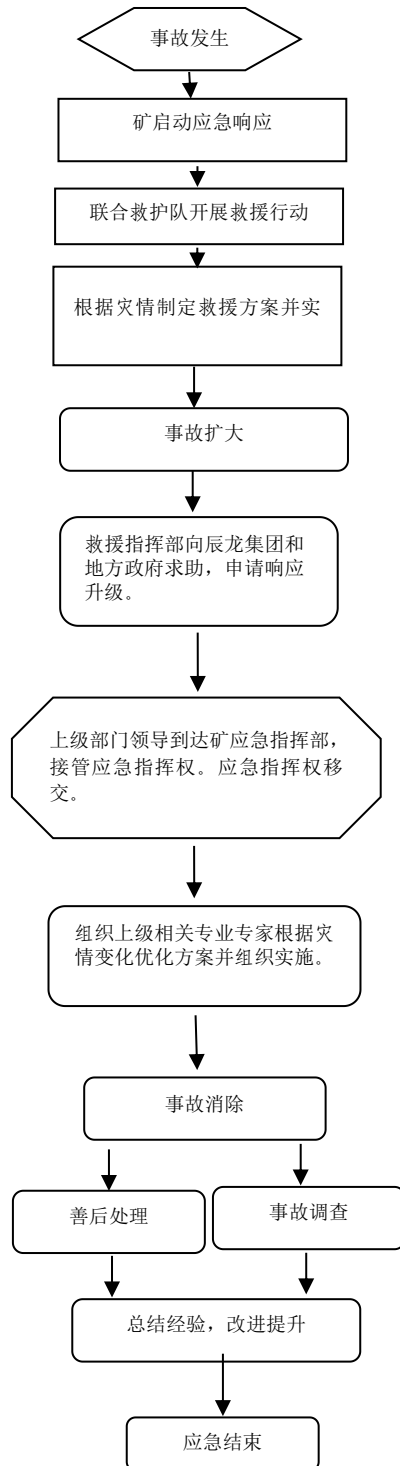 事故发生
矿启动应急响应
联合救护队开展救援行动
根据灾情制定救援方案并实
事故扩大
救援指挥部向辰龙集团和
地方政府求助，申请响应
升级。
上级部门领导到达矿应急指挥部，
接管应急指挥权。应急指挥权移
交。
组织上级相关专业专家根据灾
情变化优化方案并组织实施。
事故消除
善后处理
事故调查
总结经验，改进提升
应急结束